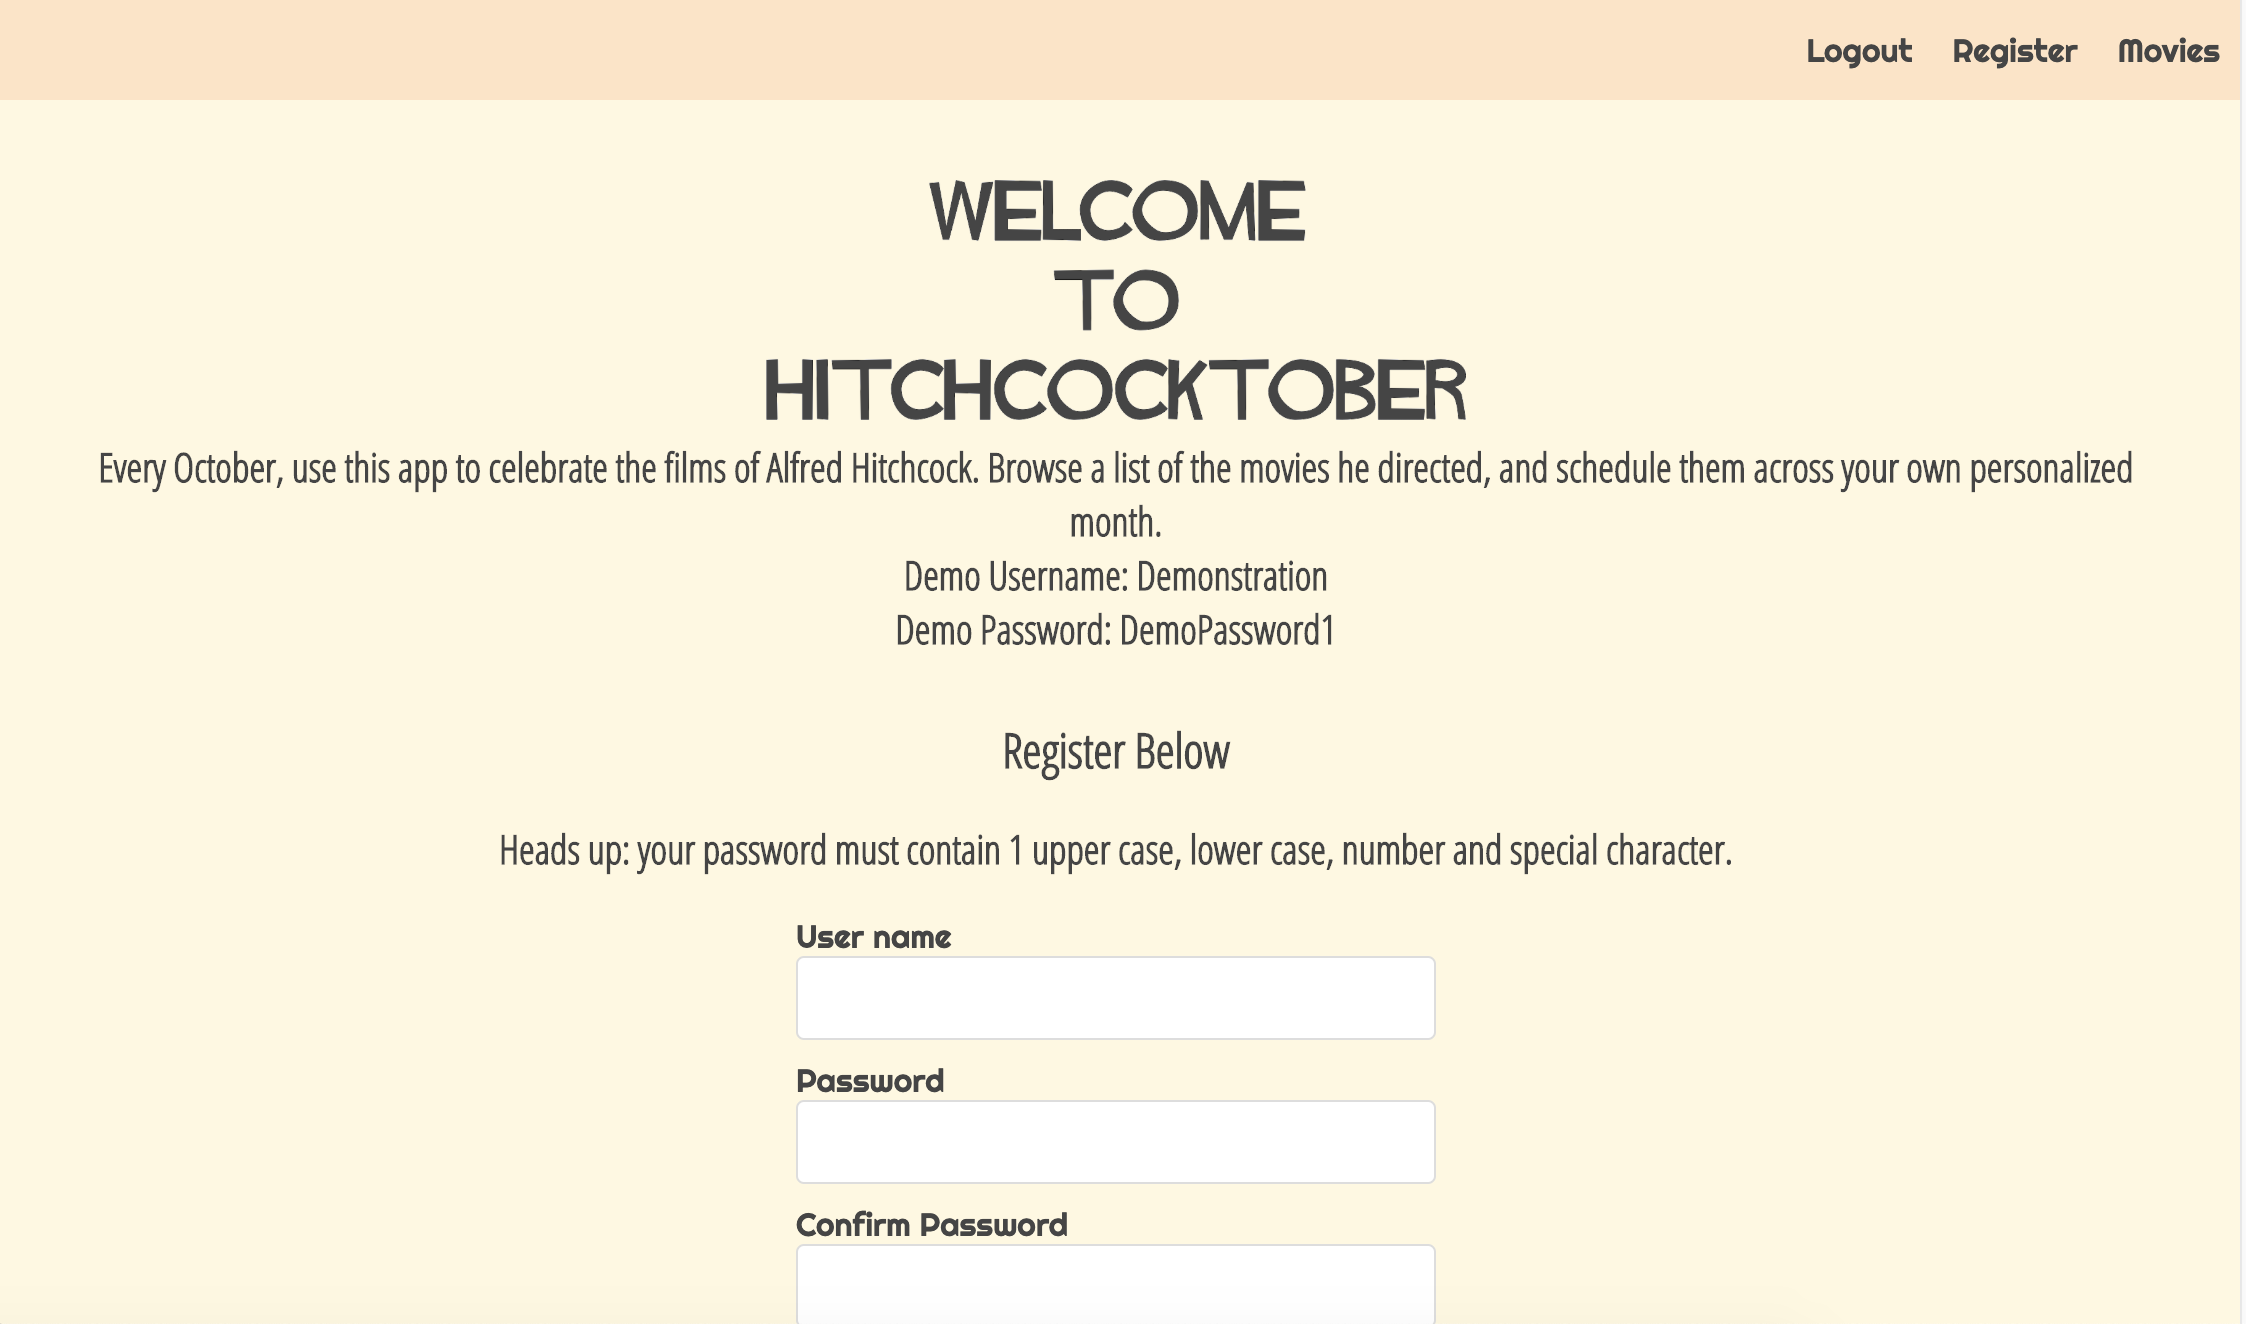 Logout Register Movies
WELCOME
TO
HITCHCOCKTOBER
Every October, use this app to celebrate the films of Alfred Hitchcock. Browse a list of the movies he directed, and schedule them across your own personalized
month.
Demo Username: Demonstration
Demo Password: DemoPassword1
Register Below
Heads up: your password must contain 1 upper case, lower case, number and special character.
User name
Password
Confirm Password